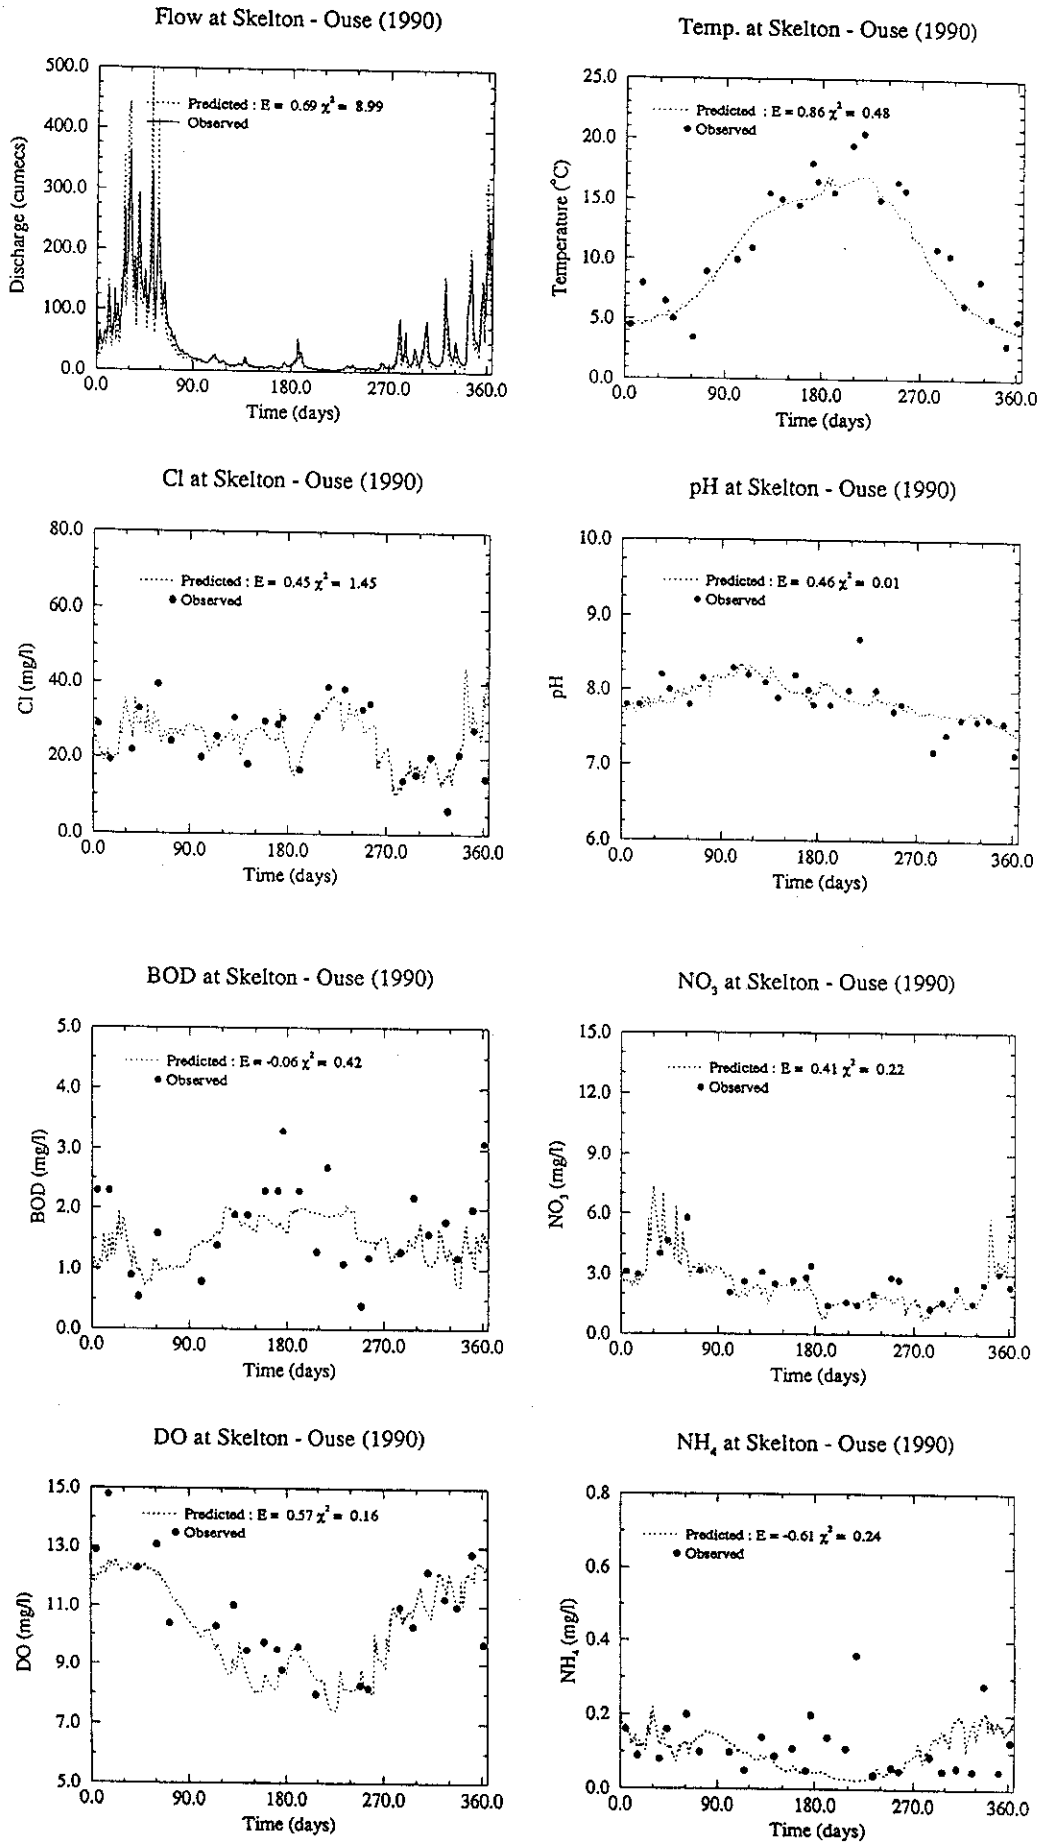 Flow at Skelton - Ouse (1990)
500.0
400.0
300.0
200.0
100.0
0.0
Discharge (cumecs)
Predicted : E = 0.69 χ² = 8.99
Observed
0.0 90.0 180.0 270.0 360.0
Time (days)
Temp. at Skelton - Ouse (1990)
25.0
20.0
15.0
10.0
5.0
0.0
Temperature (°C)
Predicted : E = 0.86 χ² = 0.48
Observed
0.0 90.0 180.0 270.0 360.0
Time (days)
Cl at Skelton - Ouse (1990)
80.0
60.0
40.0
20.0
0.0
Cl (mg/l)
Predicted : E = 0.45 χ² = 1.45
Observed
0.0 90.0 180.0 270.0 360.0
Time (days)
pH at Skelton - Ouse (1990)
10.0
9.0
8.0
7.0
6.0
pH
Predicted : E = 0.46 χ² = 0.01
Observed
0.0 90.0 180.0 270.0 360.0
Time (days)
BOD at Skelton - Ouse (1990)
5.0
4.0
3.0
2.0
1.0
0.0
BOD (mg/l)
Predicted : E = -0.06 χ² = 0.42
Observed
0.0 90.0 180.0 270.0 360.0
Time (days)
NO₃ at Skelton - Ouse (1990)
15.0
12.0
9.0
6.0
3.0
0.0
NO₃ (mg/l)
Predicted : E = 0.41 χ² = 0.22
Observed
0.0 90.0 180.0 270.0 360.0
Time (days)
DO at Skelton - Ouse (1990)
15.0
13.0
11.0
9.0
7.0
5.0
DO (mg/l)
Predicted : E = 0.57 χ² = 0.16
Observed
0.0 90.0 180.0 270.0 360.0
Time (days)
NH₄ at Skelton - Ouse (1990)
0.8
0.6
0.4
0.2
0.0
NH₄ (mg/l)
Predicted : E = -0.61 χ² = 0.24
Observed
0.0 90.0 180.0 270.0 360.0
Time (days)